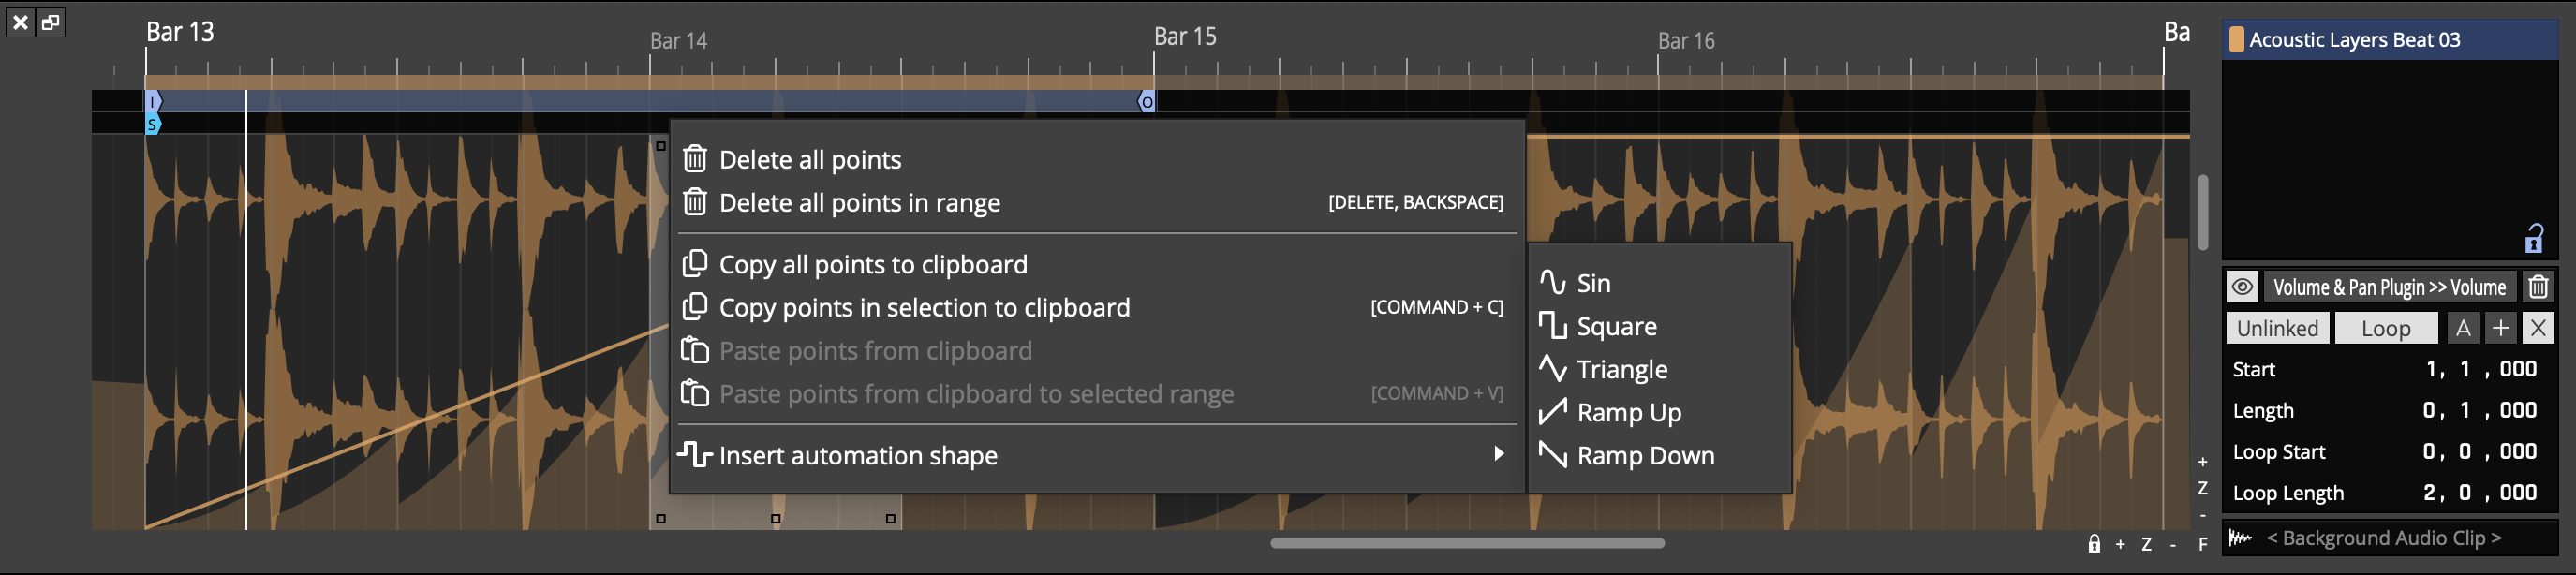 Bar 13
Bar 14
Bar 15
Bar 16
Ba
I
O
S
Delete all points
Delete all points in range [DELETE, BACKSPACE]
Copy all points to clipboard
Copy points in selection to clipboard [COMMAND + C]
Paste points from clipboard
Paste points from clipboard to selected range [COMMAND + V]
Insert automation shape
Sin
Square
Triangle
Ramp Up
Ramp Down
+
Z
-
+ Z - F
Acoustic Layers Beat 03
Volume & Pan Plugin >> Volume
Unlinked Loop A + X
Start 1, 1, 000
Length 0, 1, 000
Loop Start 0, 0, 000
Loop Length 2, 0, 000
< Background Audio Clip >